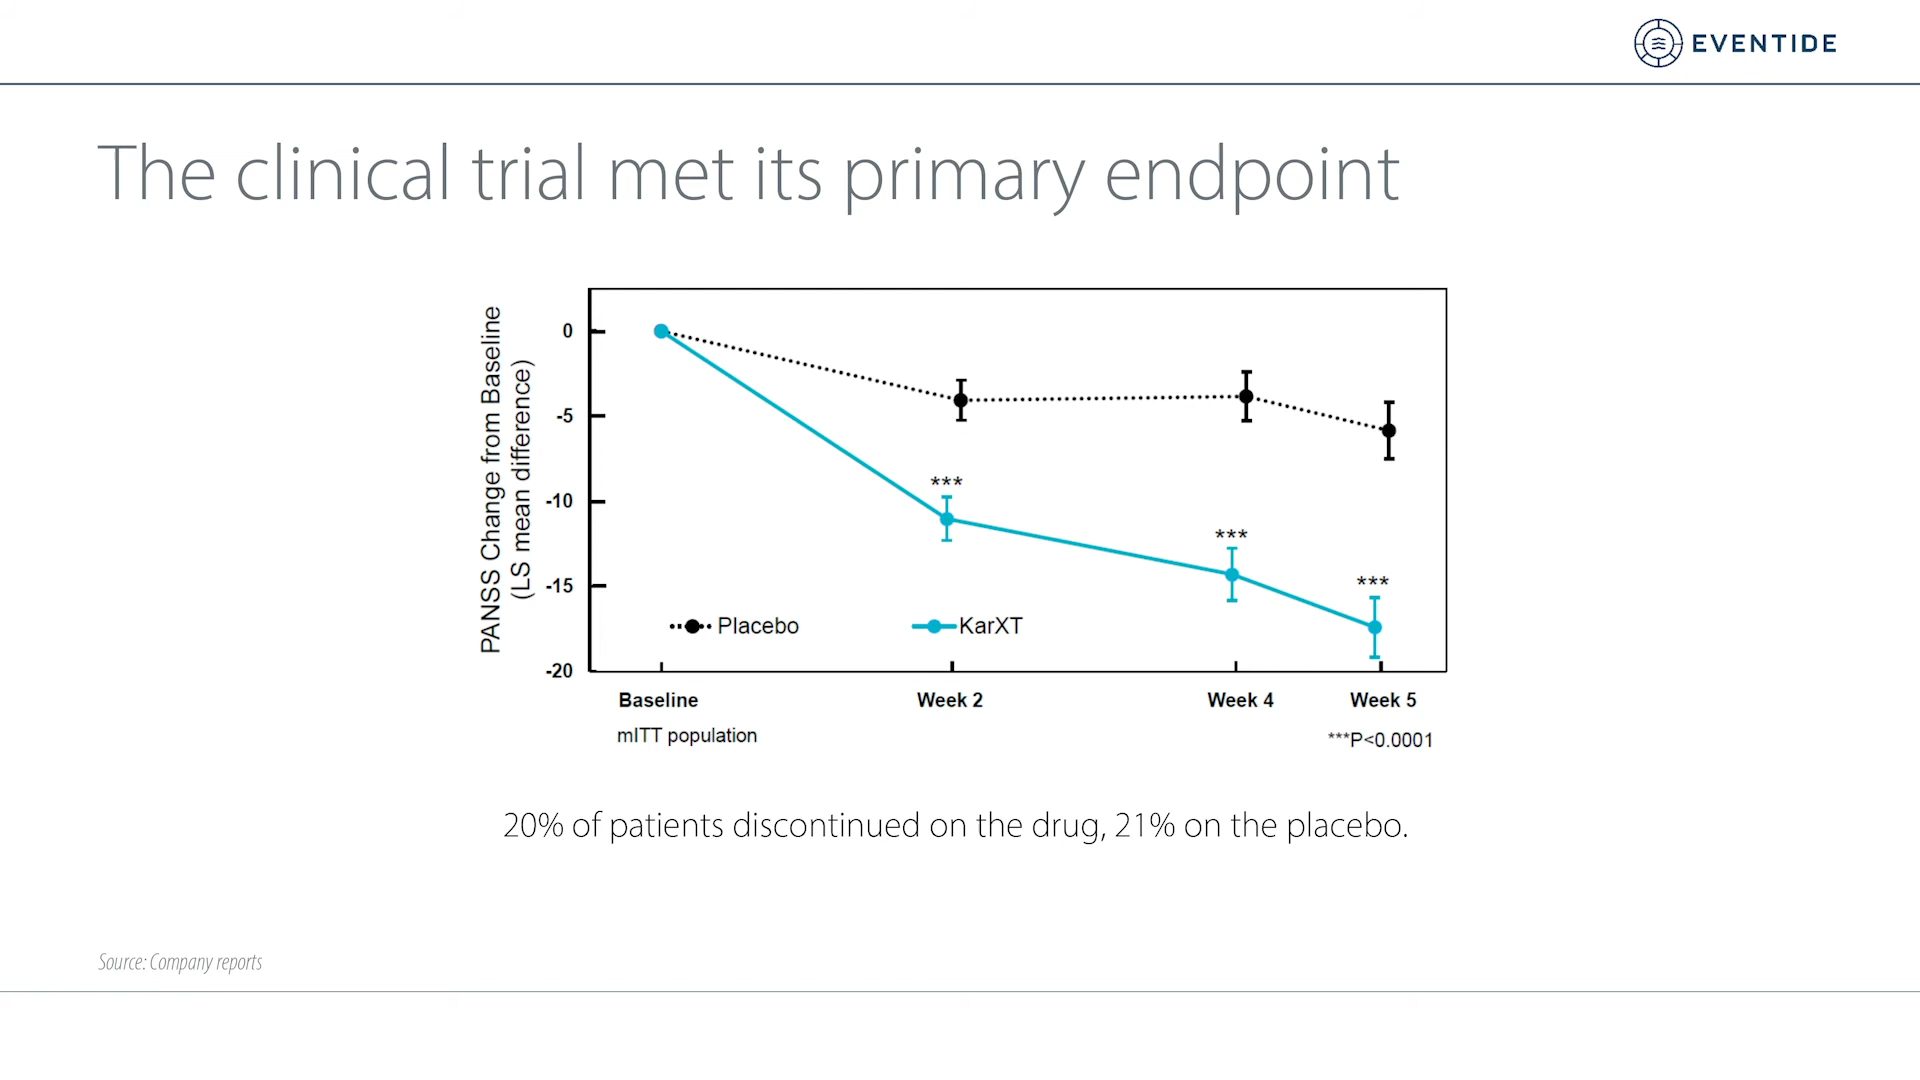 EVENTIDE
The clinical trial met its primary endpoint
PANSS Change from Baseline
(LS mean difference)
0
-5
-10
-15
-20
***
***
***
Placebo
KarXT
Baseline
Week 2
Week 4
Week 5
mITT population
***P<0.0001
20% of patients discontinued on the drug, 21% on the placebo.
Source: Company reports